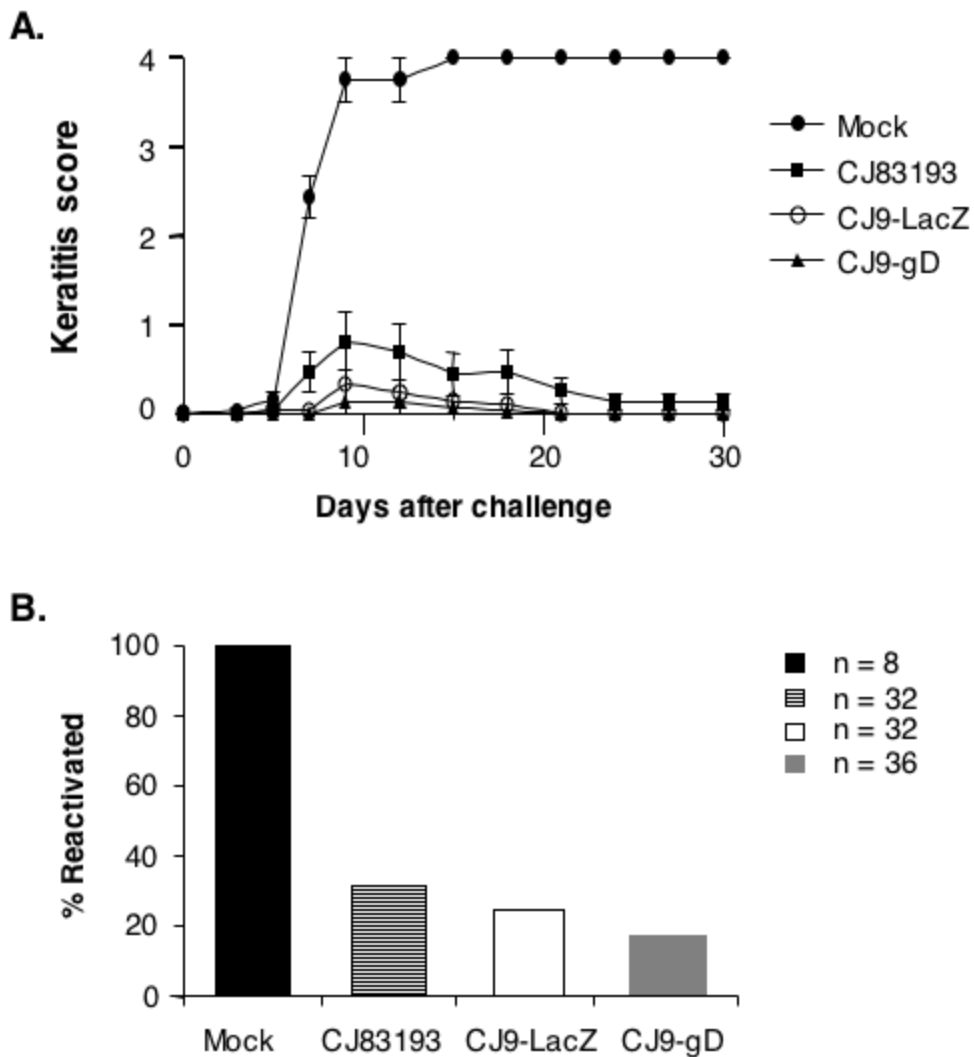 A.
4
3
2
1
0
Keratitis score
0 10 20 30
Days after challenge
Mock
CJ83193
CJ9-LacZ
CJ9-gD
B.
100
80
60
40
20
0
% Reactivated
Mock CJ83193 CJ9-LacZ CJ9-gD
n = 8
n = 32
n = 32
n = 36